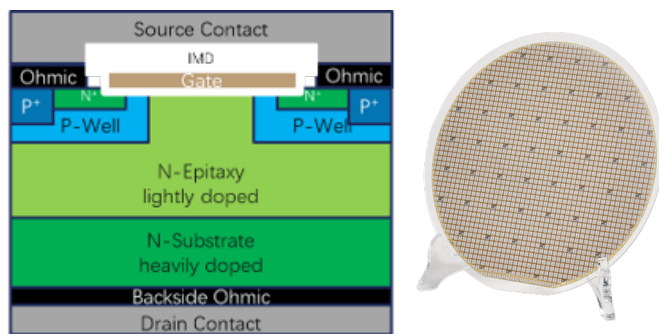 Source Contact
IMD
Ohmic
Gate
Ohmic
P⁺
N⁺
N⁺
P⁺
P-Well
P-Well
N-Epitaxy
lightly doped
N-Substrate
heavily doped
Backside Ohmic
Drain Contact